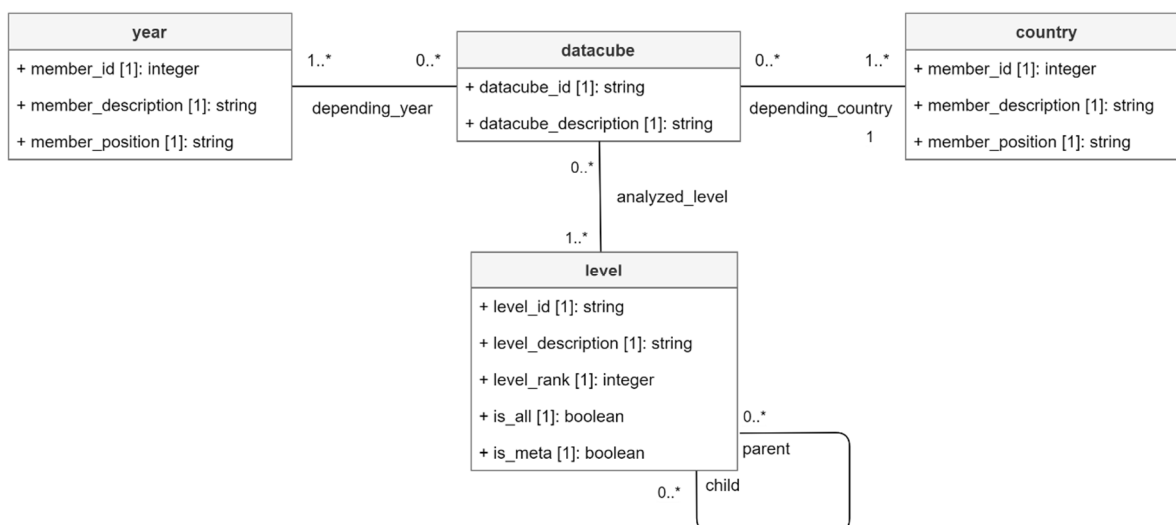 year
+ member_id [1]: integer
+ member_description [1]: string
+ member_position [1]: string
1..*
0..*
depending_year
datacube
+ datacube_id [1]: string
+ datacube_description [1]: string
0..*
1..*
depending_country
1
country
+ member_id [1]: integer
+ member_description [1]: string
+ member_position [1]: string
0..*
analyzed_level
1..*
level
+ level_id [1]: string
+ level_description [1]: string
+ level_rank [1]: integer
+ is_all [1]: boolean
+ is_meta [1]: boolean
0..*
parent
0..*
child